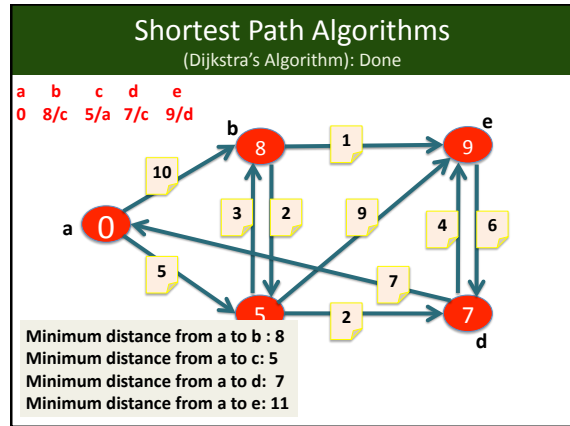 Shortest Path Algorithms
(Dijkstra's Algorithm): Done
a b c d e
0 8/c 5/a 7/c 9/d
b
e
8
1
9
10
3
2
9
4
6
a
0
5
7
5
2
7
d
Minimum distance from a to b : 8
Minimum distance from a to c: 5
Minimum distance from a to d: 7
Minimum distance from a to e: 11